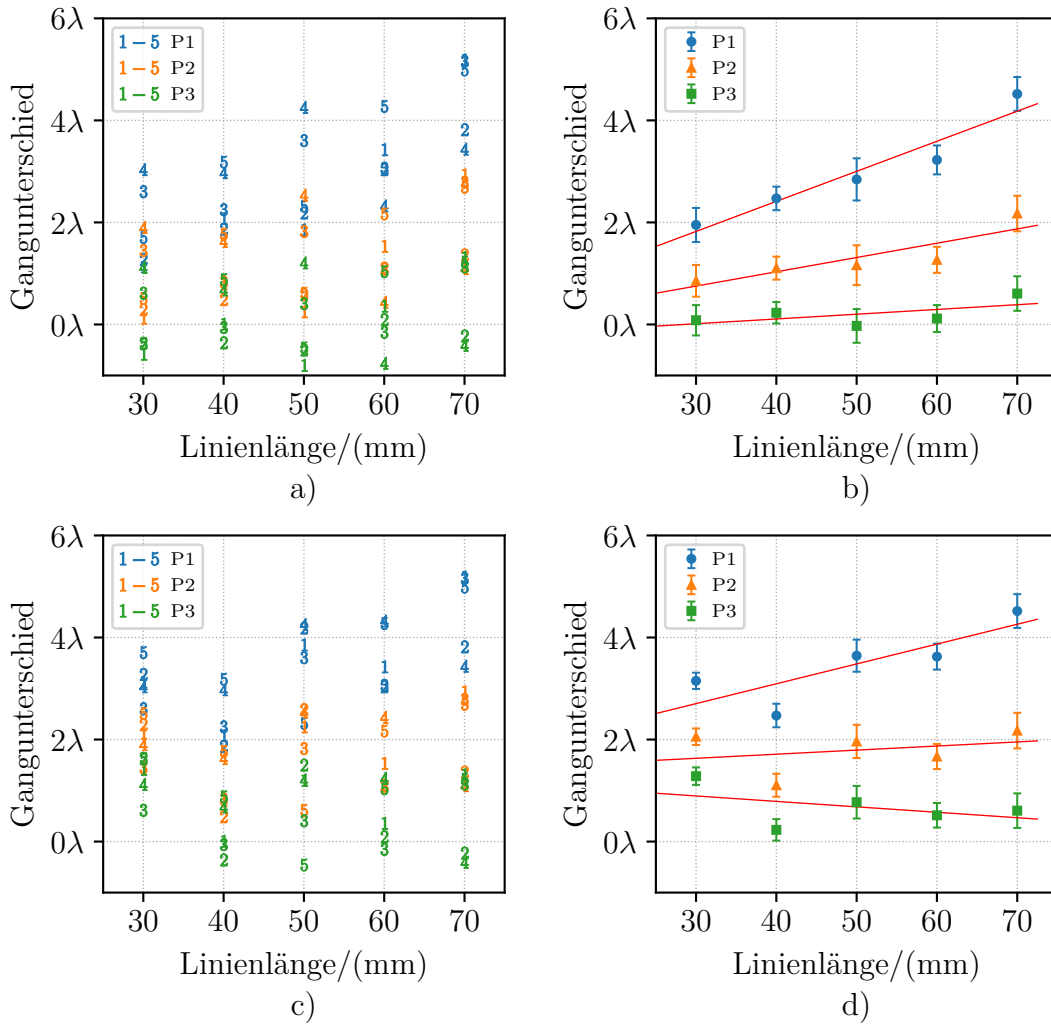 6λ
4λ
2λ
0λ
Gangunterschied
1 – 5 P1
1 – 5 P2
1 – 5 P3
30 40 50 60 70
Linienlänge/(mm)
a)
6λ
4λ
2λ
0λ
Gangunterschied
P1
P2
P3
30 40 50 60 70
Linienlänge/(mm)
b)
6λ
4λ
2λ
0λ
Gangunterschied
1 – 5 P1
1 – 5 P2
1 – 5 P3
30 40 50 60 70
Linienlänge/(mm)
c)
6λ
4λ
2λ
0λ
Gangunterschied
P1
P2
P3
30 40 50 60 70
Linienlänge/(mm)
d)